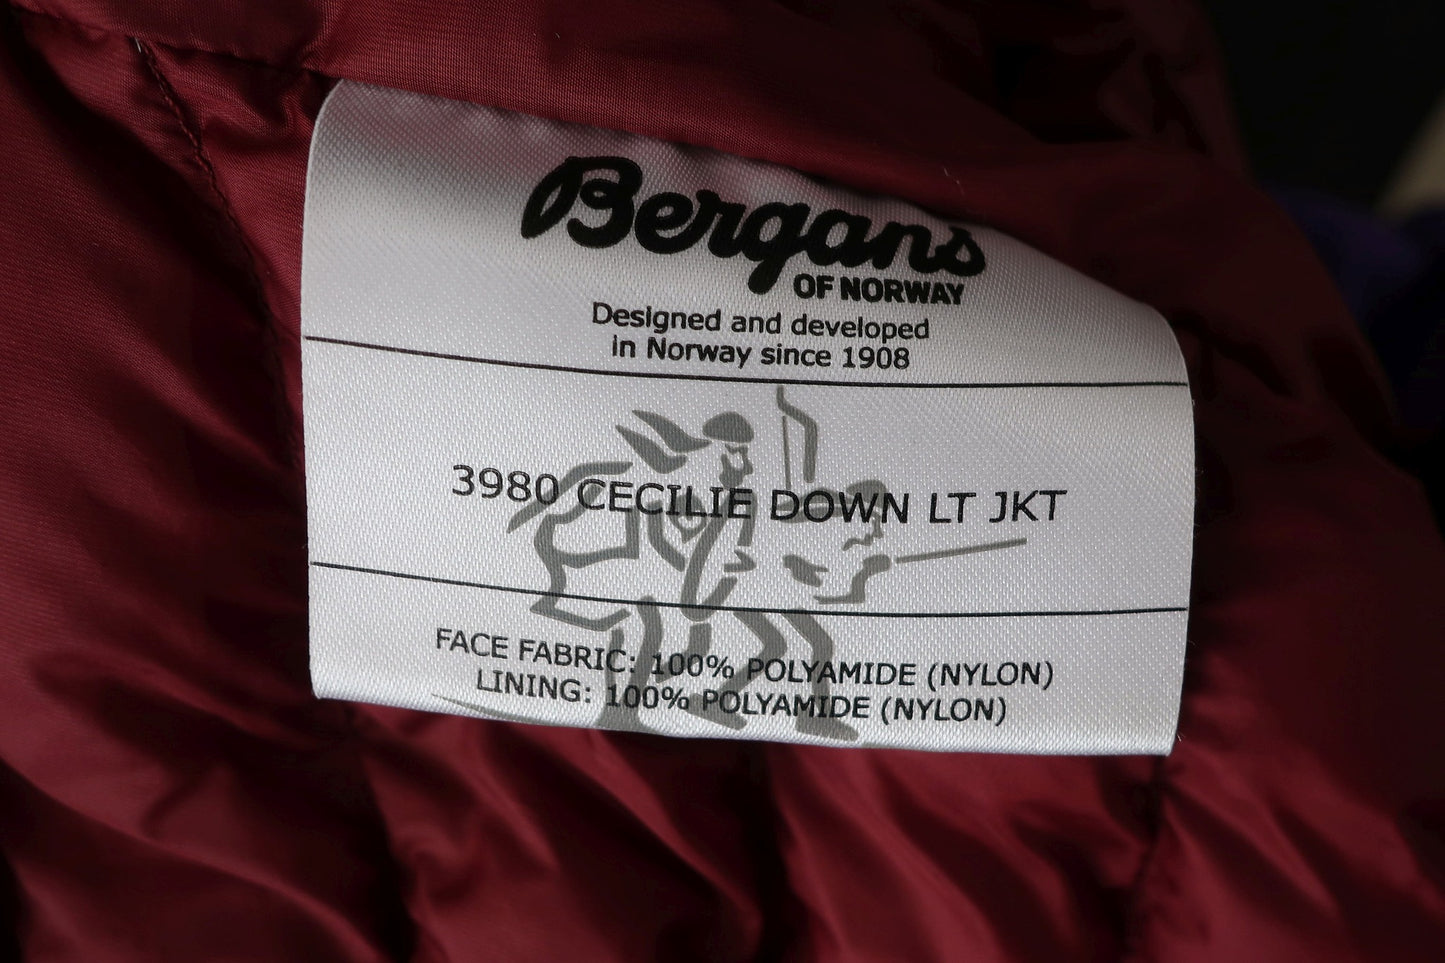 Bergans
OF NORWAY
Designed and developed
in Norway since 1908
3980 CECILIE DOWN LT JKT
FACE FABRIC: 100% POLYAMIDE (NYLON)
LINING: 100% POLYAMIDE (NYLON)